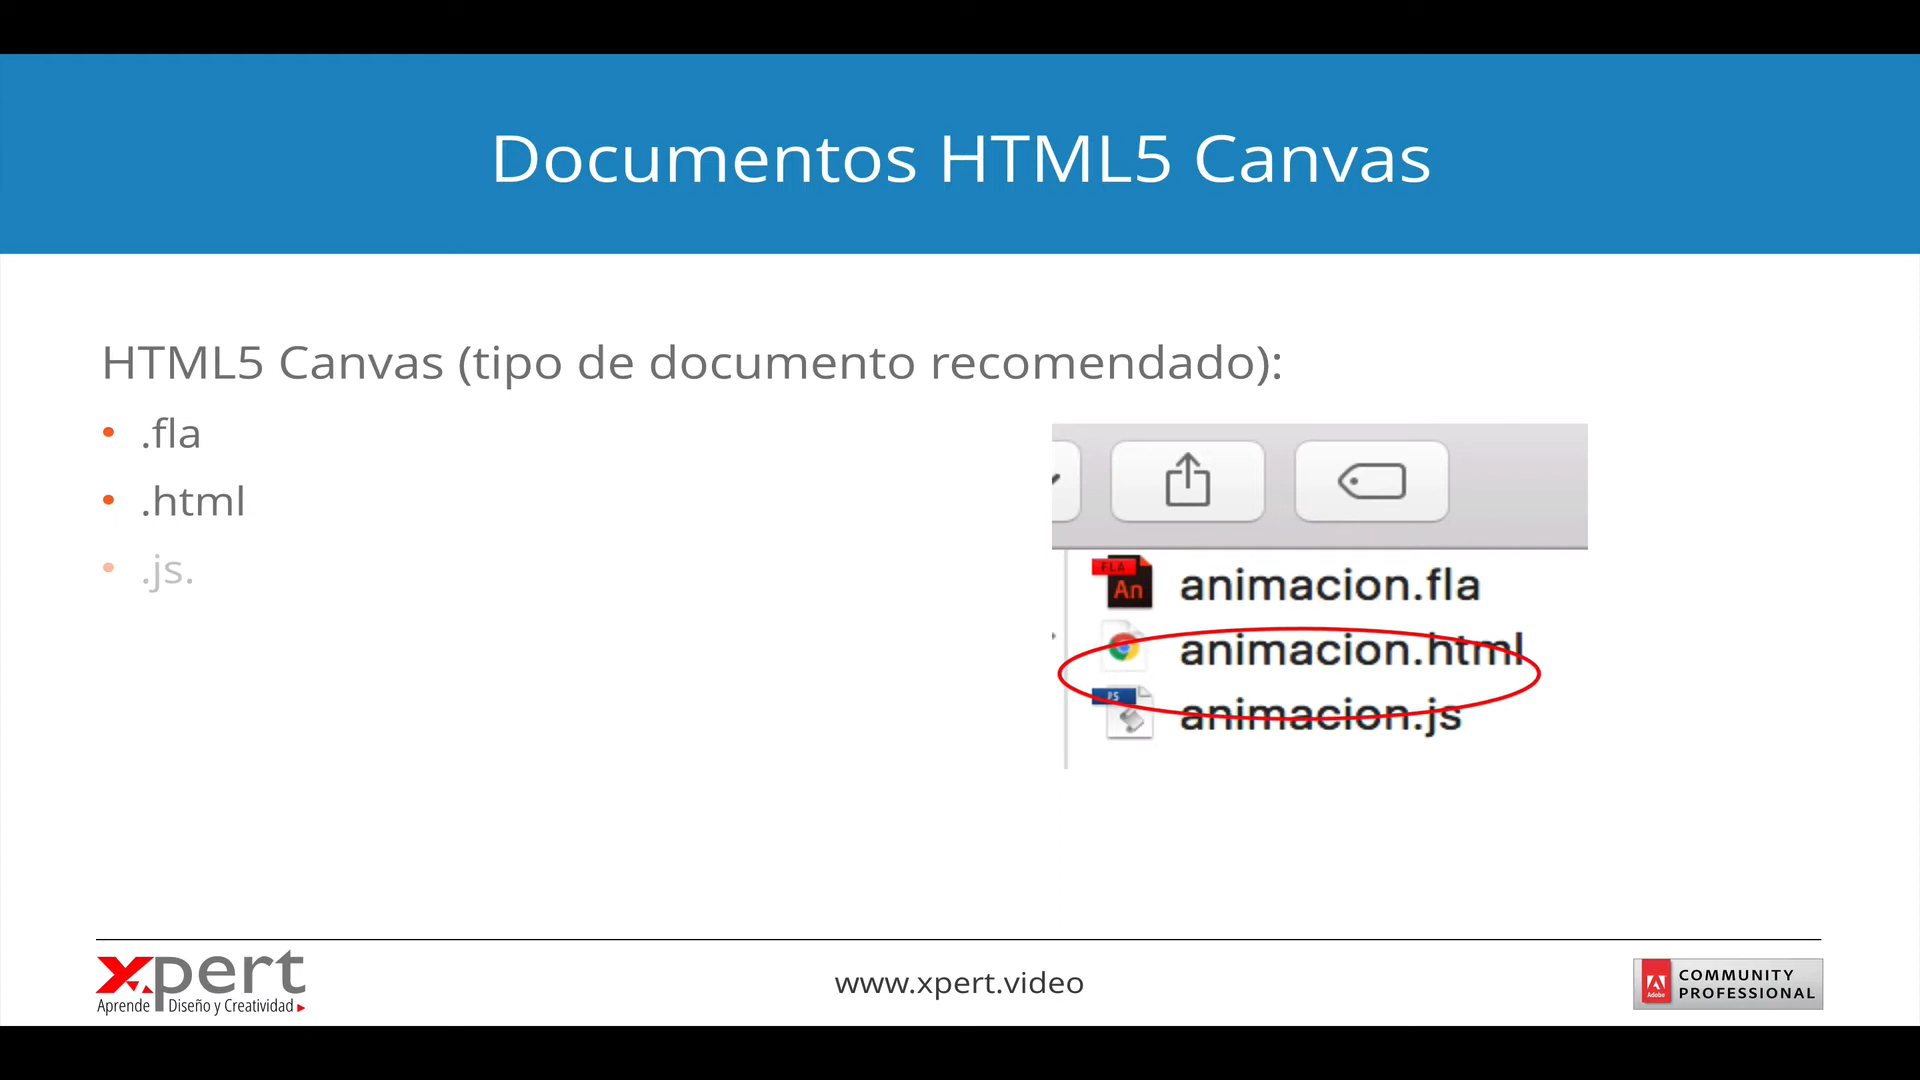 Documentos HTML5 Canvas
HTML5 Canvas (tipo de documento recomendado):
• .fla
• .html
• .js.
FLA
An
animacion.fla
animacion.html
JS
animacion.js
xpert
Aprende Diseño y Creatividad
www.xpert.video
Adobe
COMMUNITY
PROFESSIONAL